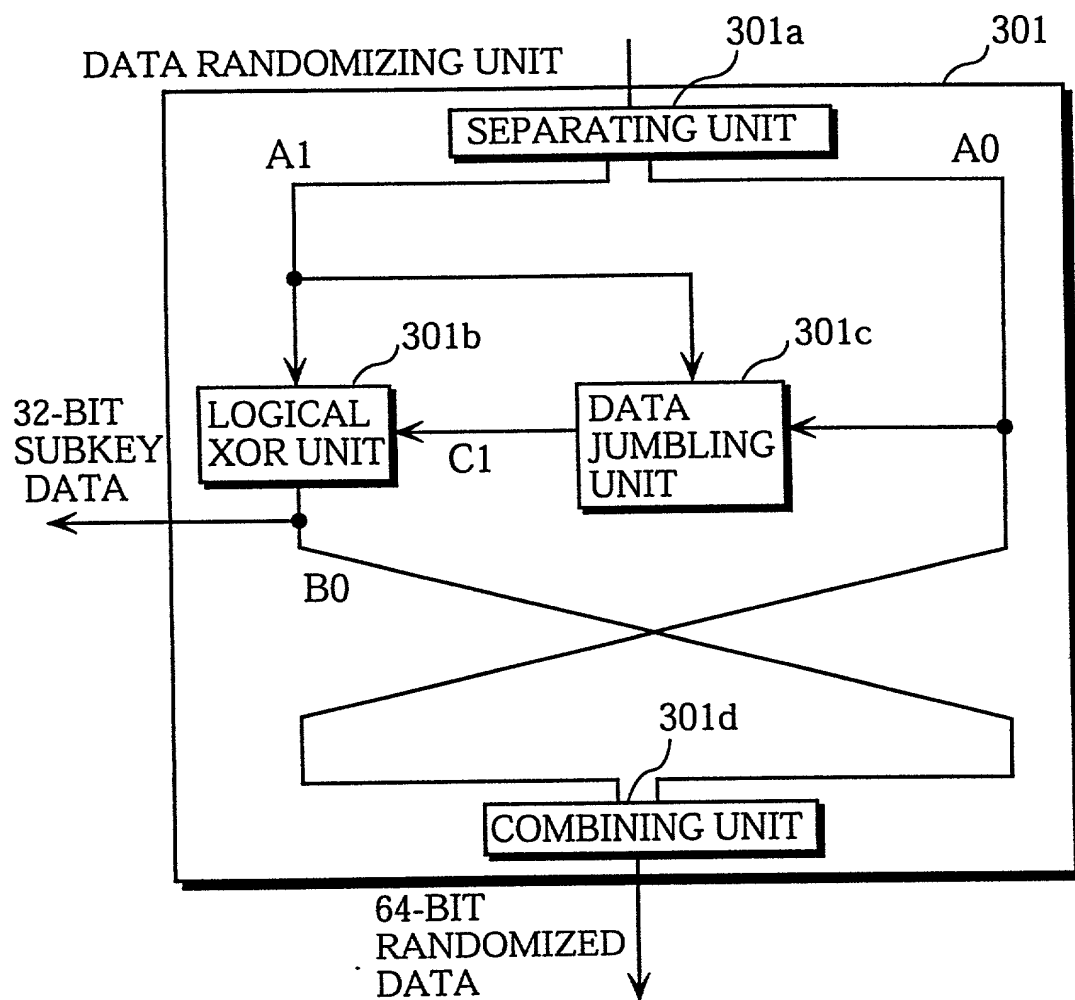 301a
301
DATA RANDOMIZING UNIT
SEPARATING UNIT
A1
A0
301b
301c
32-BIT
SUBKEY
DATA
LOGICAL
XOR UNIT
C1
DATA
JUMBLING
UNIT
B0
301d
COMBINING UNIT
64-BIT
RANDOMIZED
DATA